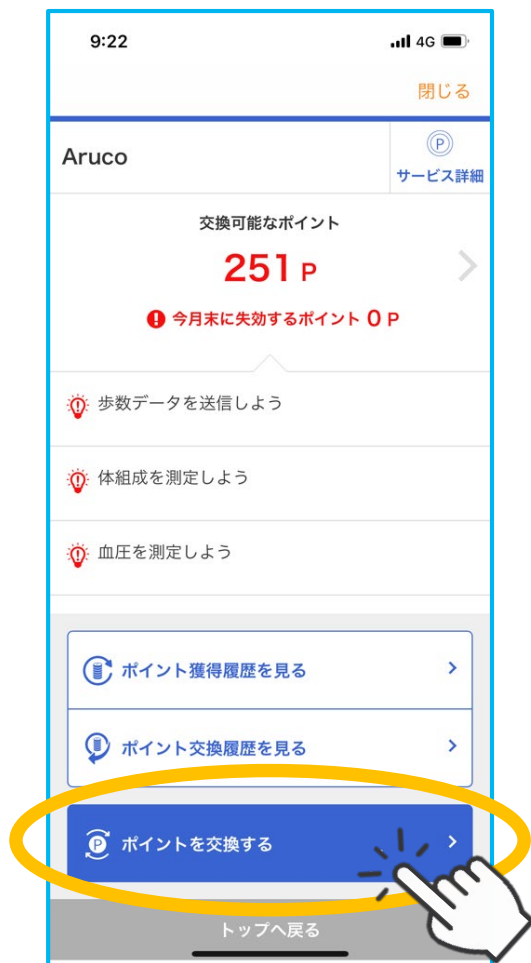 9:22
4G
閉じる
Aruco
P
サービス詳細
交換可能なポイント
251 P
今月末に失効するポイント 0 P
歩数データを送信しよう
体組成を測定しよう
血圧を測定しよう
ポイント獲得履歴を見る
ポイント交換履歴を見る
P ポイントを交換する
トップへ戻る